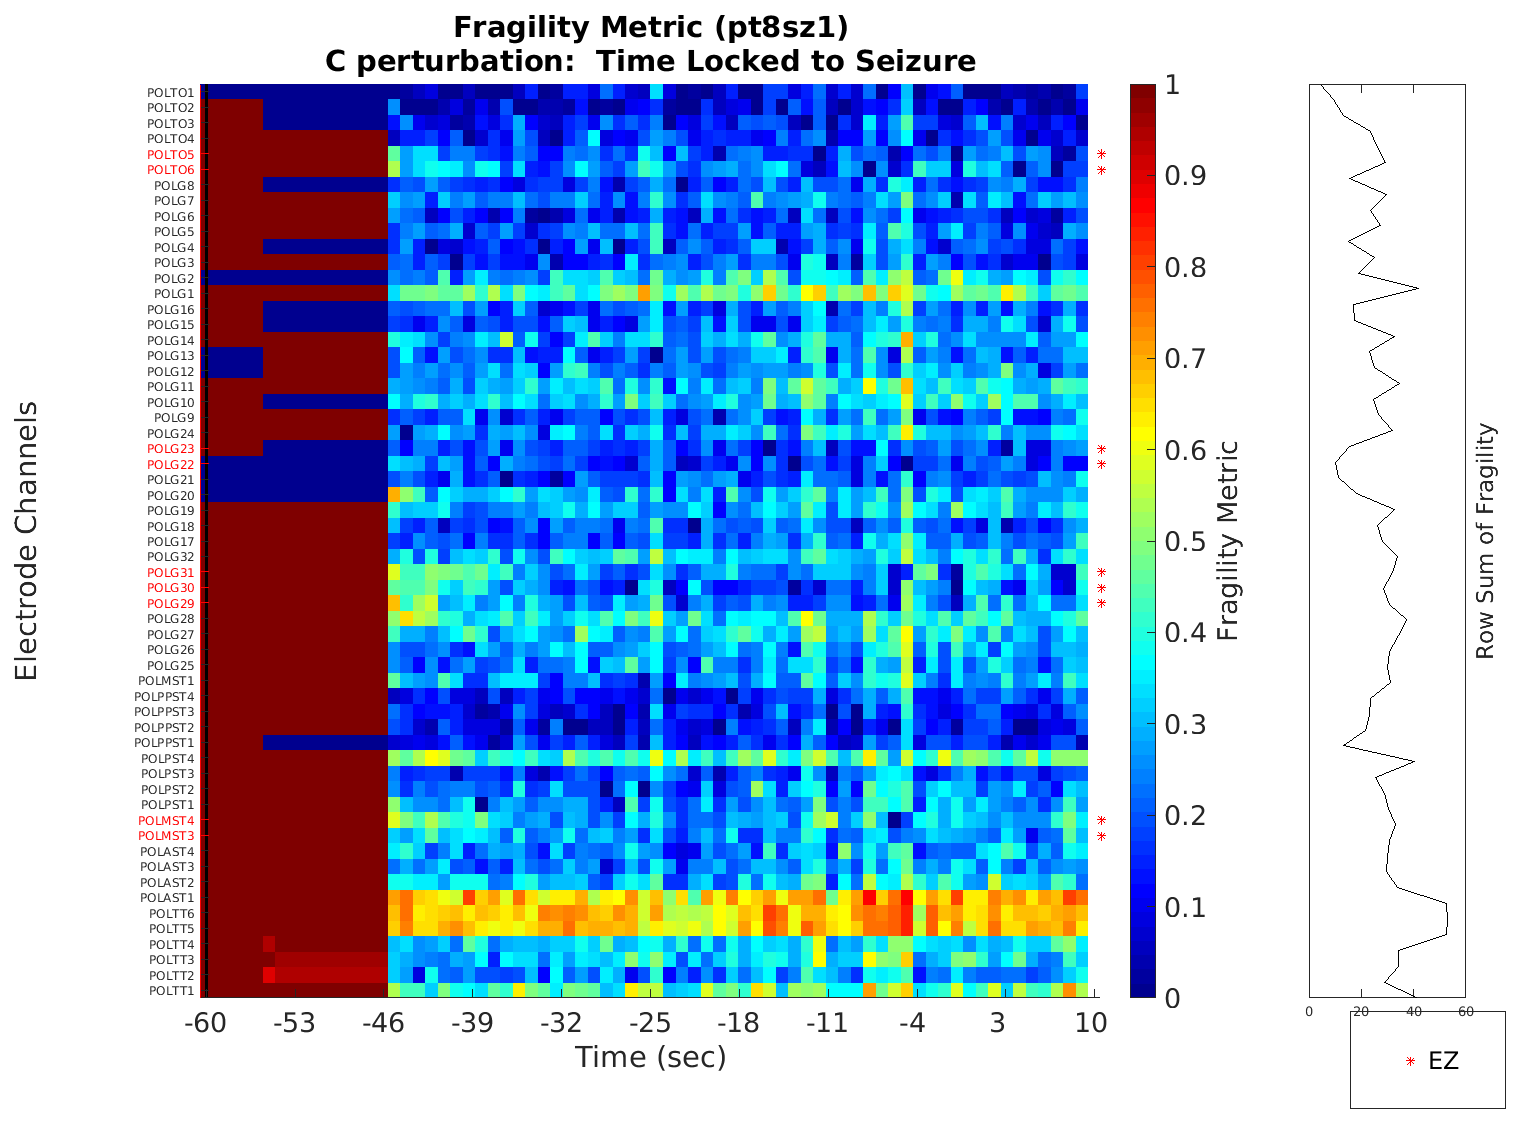 Fragility Metric (pt8sz1)
C perturbation:  Time Locked to Seizure
Electrode Channels
POLTO1
POLTO2
POLTO3
POLTO4
POLTO5
POLTO6
POLG8
POLG7
POLG6
POLG5
POLG4
POLG3
POLG2
POLG1
POLG16
POLG15
POLG14
POLG13
POLG12
POLG11
POLG10
POLG9
POLG24
POLG23
POLG22
POLG21
POLG20
POLG19
POLG18
POLG17
POLG32
POLG31
POLG30
POLG29
POLG28
POLG27
POLG26
POLG25
POLMST1
POLPPST4
POLPPST3
POLPPST2
POLPPST1
POLPST4
POLPST3
POLPST2
POLPST1
POLMST4
POLMST3
POLAST4
POLAST3
POLAST2
POLAST1
POLTT6
POLTT5
POLTT4
POLTT3
POLTT2
POLTT1
-60 -53 -46 -39 -32 -25 -18 -11 -4 3 10
Time (sec)
1
0.9
0.8
0.7
0.6
0.5
0.4
0.3
0.2
0.1
0
Fragility Metric
Row Sum of Fragility
0 20 40 60
EZ